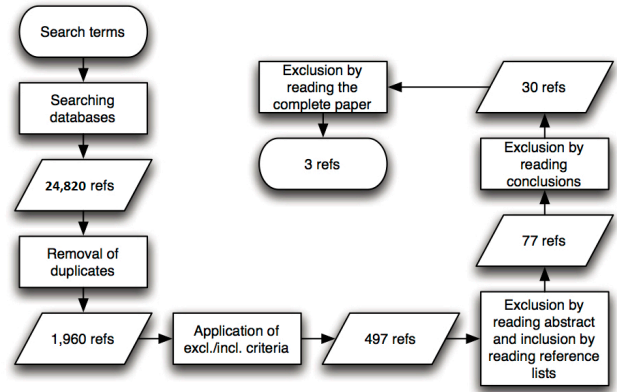 Search terms
Searching
databases
24,820 refs
Removal of
duplicates
1,960 refs
Application of
excl./incl. criteria
497 refs
Exclusion by
reading abstract
and inclusion by
reading reference
lists
77 refs
Exclusion by
reading
conclusions
30 refs
Exclusion by
reading the
complete paper
3 refs